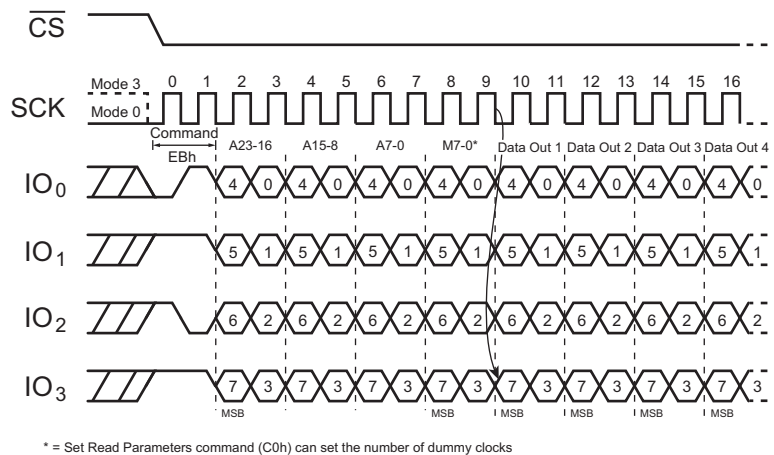 CS
Mode 3 0 1 2 3 4 5 6 7 8 9 10 11 12 13 14 15 16
SCK
Mode 0
Command
EBh
A23-16 A15-8 A7-0 M7-0* Data Out 1 Data Out 2 Data Out 3 Data Out 4
IO0 4 0 4 0 4 0 4 0 4 0 4 0 4 0 4 0
IO1 5 1 5 1 5 1 5 1 5 1 5 1 5 1 5 1
IO2 6 2 6 2 6 2 6 2 6 2 6 2 6 2 6 2
IO3 7 3 7 3 7 3 7 3 7 3 7 3 7 3 7 3
MSB MSB MSB MSB MSB MSB
* = Set Read Parameters command (C0h) can set the number of dummy clocks